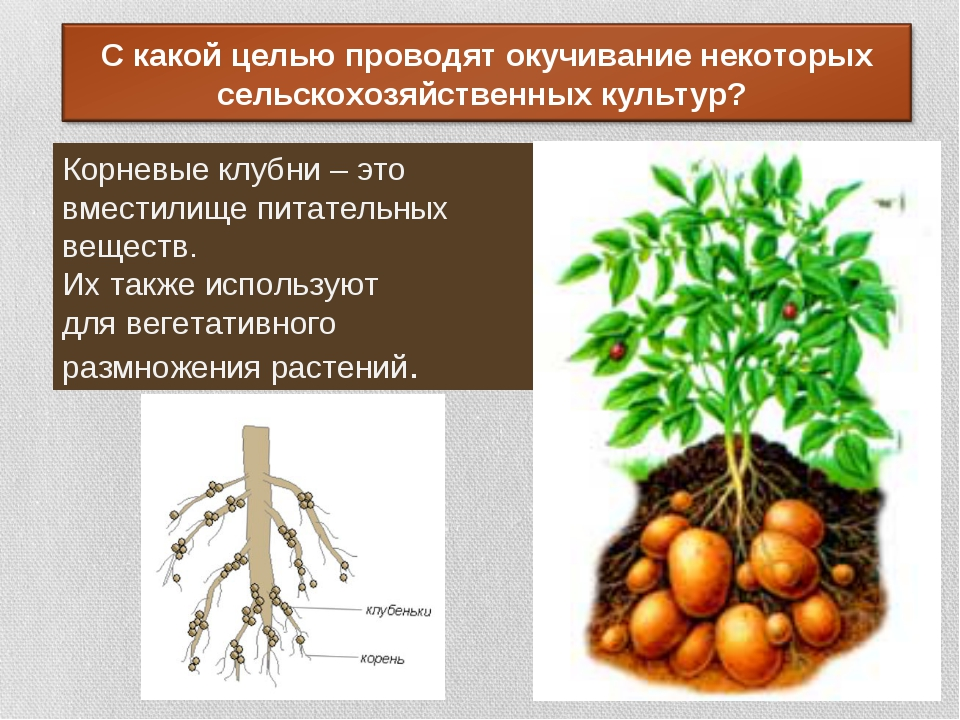 С какой целью проводят окучивание некоторых
сельскохозяйственных культур?
Корневые клубни – это
вместилище питательных
веществ.
Их также используют
для вегетативного
размножения растений.
клубеньки
корень